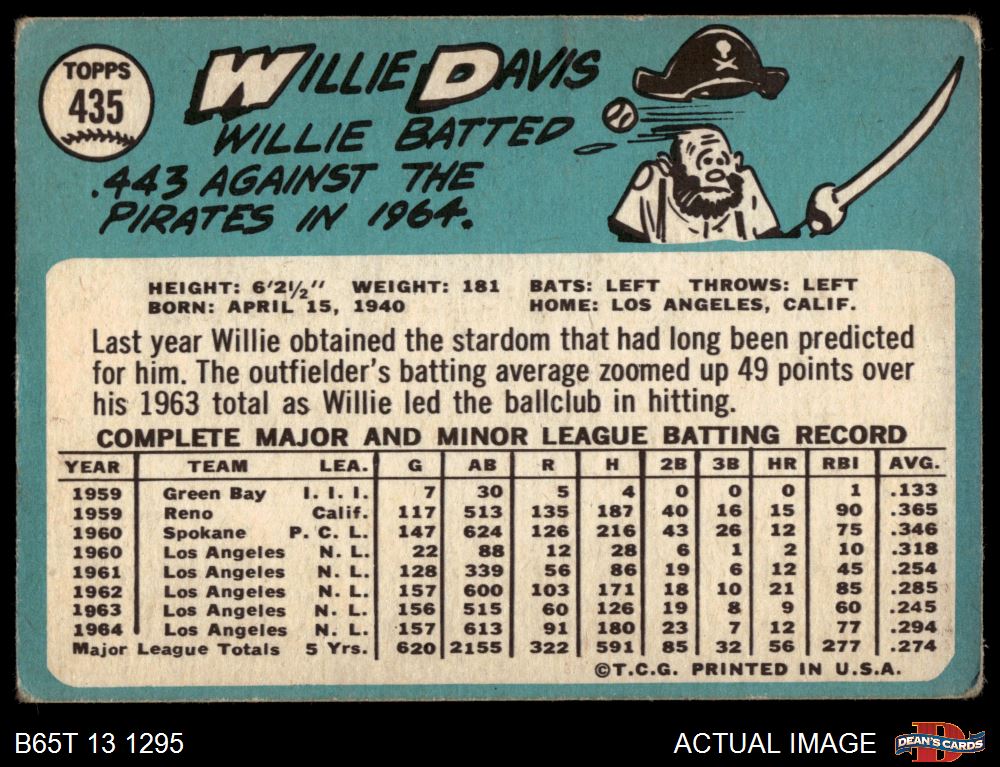 TOPPS
435
WILLIE DAVIS
WILLIE BATTED
.443 AGAINST THE
PIRATES IN 1964.
HEIGHT: 6'2½" WEIGHT: 181 BATS: LEFT THROWS: LEFT
BORN: APRIL 15, 1940 HOME: LOS ANGELES, CALIF.
Last year Willie obtained the stardom that had long been predicted
for him. The outfielder's batting average zoomed up 49 points over
his 1963 total as Willie led the ballclub in hitting.
COMPLETE MAJOR AND MINOR LEAGUE BATTING RECORD
YEAR TEAM LEA. G AB R H 2B 3B HR RBI AVG.
1959 Green Bay I. I. I. 7 30 5 4 0 0 0 1 .133
1959 Reno Calif. 117 513 135 187 40 16 15 90 .365
1960 Spokane P. C. L. 147 624 126 216 43 26 12 75 .346
1960 Los Angeles N. L. 22 88 12 28 6 1 2 10 .318
1961 Los Angeles N. L. 128 339 56 86 19 6 12 45 .254
1962 Los Angeles N. L. 157 600 103 171 18 10 21 85 .285
1963 Los Angeles N. L. 156 515 60 126 19 8 9 60 .245
1964 Los Angeles N. L. 157 613 91 180 23 7 12 77 .294
Major League Totals 5 Yrs. 620 2155 322 591 85 32 56 277 .274
©T.C.G. PRINTED IN U.S.A.
B65T 13 1295 ACTUAL IMAGE
D
DEAN'S CARDS